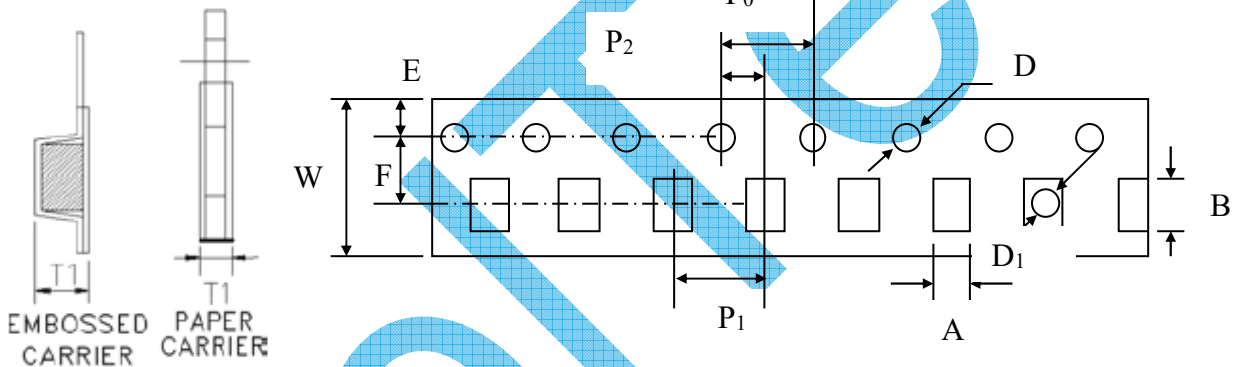 T1
EMBOSSED
CARRIER
T1
PAPER
CARRIER
P0
P2
E
D
W
F
B
D1
P1
A